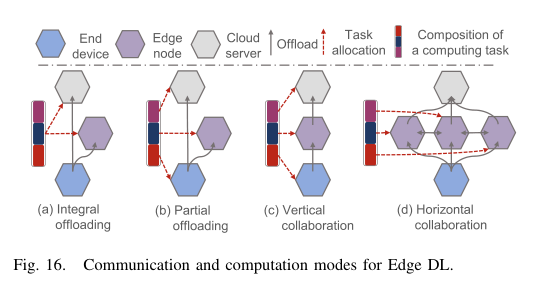 End device
Edge node
Cloud server
Offload
Task allocation
Composition of a computing task
(a) Integral offloading
(b) Partial offloading
(c) Vertical collaboration
(d) Horizontal collaboration
Fig. 16. Communication and computation modes for Edge DL.